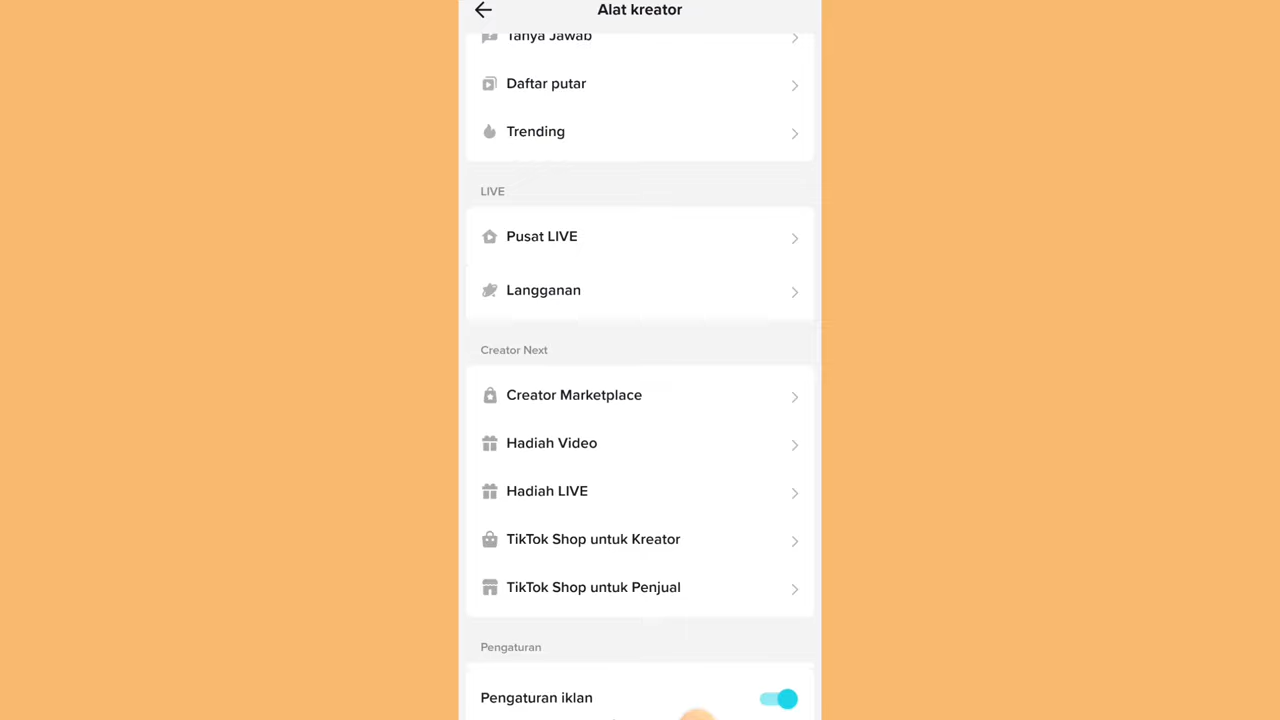 Alat kreator
Tanya Jawab
Daftar putar
Trending
LIVE
Pusat LIVE
Langganan
Creator Next
Creator Marketplace
Hadiah Video
Hadiah LIVE
TikTok Shop untuk Kreator
TikTok Shop untuk Penjual
Pengaturan
Pengaturan iklan